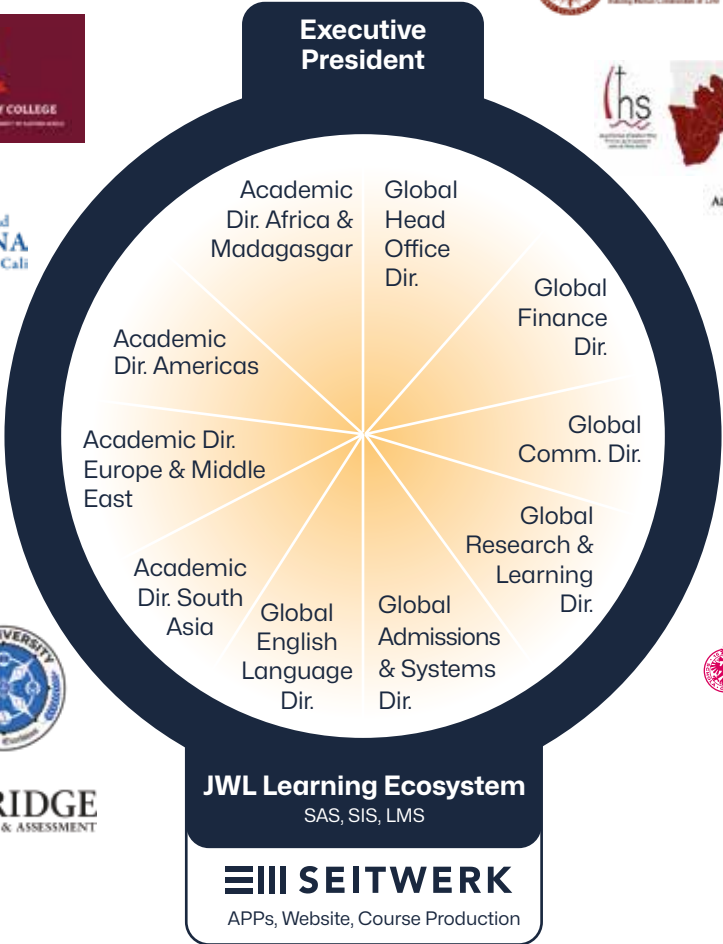 Executive
President
Y COLLEGE
ths
NA
Cali
Academic
Dir. Africa &
Madagasgar
Global
Head
Office
Dir.
Global
Finance
Dir.
Academic
Dir. Americas
Global
Comm. Dir.
Academic Dir.
Europe & Middle
East
Global
Research &
Learning
Dir.
Academic
Dir. South
Asia
Global
English
Language
Dir.
Global
Admissions
& Systems
Dir.
VERSITY
RIDGE
& ASSESSMENT
JWL Learning Ecosystem
SAS, SIS, LMS
SEITWERK
APPs, Website, Course Production